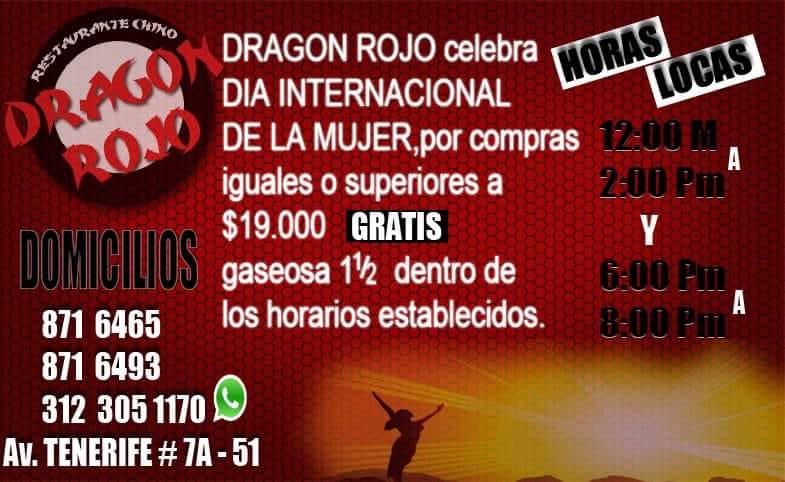 RESTAURANTE CHINO
DRAGON
ROJO
DOMICILIOS
871 6465
871 6493
312 305 1170
Av. TENERIFE # 7A - 51
DRAGON ROJO celebra
DIA INTERNACIONAL
DE LA MUJER,por compras
iguales o superiores a
$19.000 GRATIS
gaseosa 1½ dentro de
los horarios establecidos.
HORAS
LOCAS
12:00 M
A
2:00 Pm
Y
6:00 Pm
A
8:00 Pm